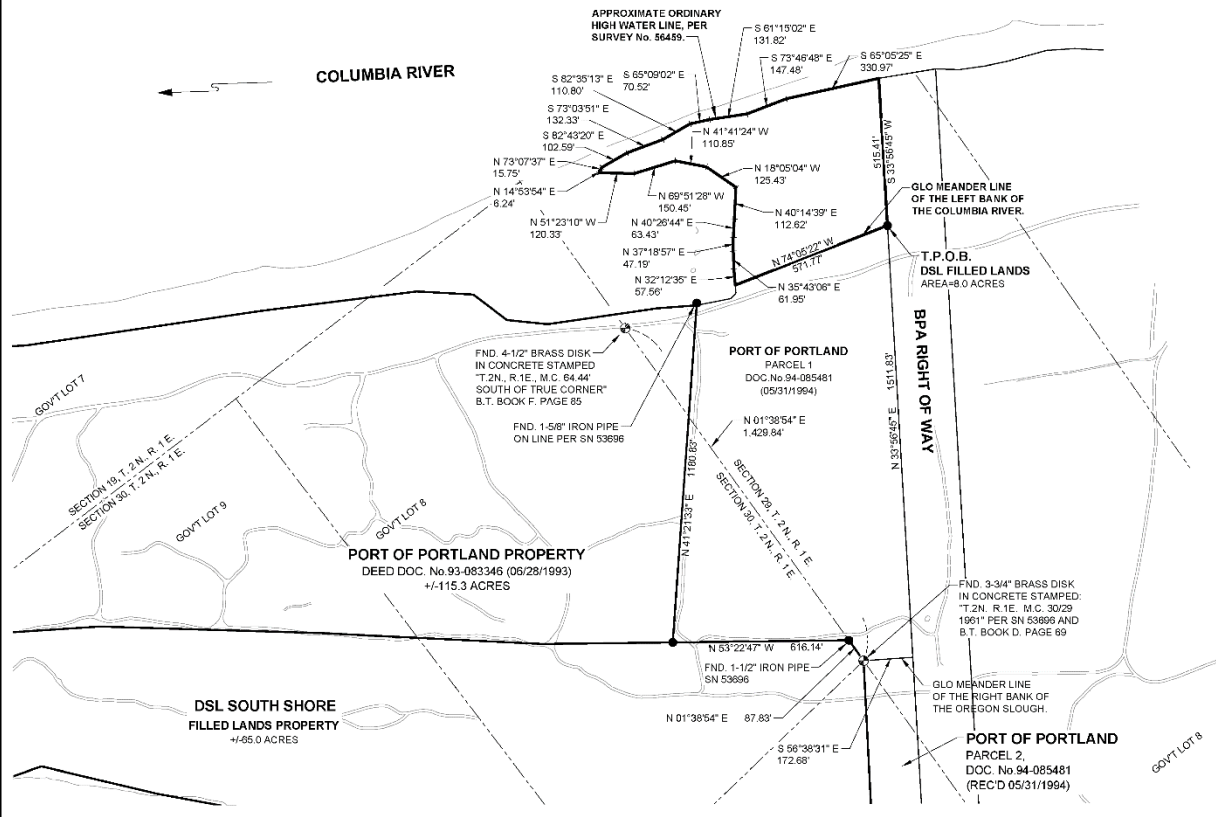 APPROXIMATE ORDINARY
HIGH WATER LINE, PER
SURVEY No. 56459.
S 61°15'02" E
131.82'
S 73°46'48" E
147.48'
S 65°05'25" E
330.97'
COLUMBIA RIVER
S 82°35'13" E
110.80'
S 65°09'02" E
70.52'
S 73°03'51" E
132.33'
S 82°43'20" E
102.59'
N 41°41'24" W
110.85'
N 73°07'37" E
15.75'
N 18°05'04" W
125.43'
N 14°53'54" E
6.24'
N 69°51'28" W
150.45'
N 51°23'10" W
120.33'
N 40°26'44" E
63.43'
N 40°14'39" E
112.62'
N 37°18'57" E
47.19'
N 32°12'35" E
57.56'
N 35°43'06" E
61.95'
N 74°05'22" W
571.77'
515.41'
S 33°56'45" W
GLO MEANDER LINE
OF THE LEFT BANK OF
THE COLUMBIA RIVER.
T.P.O.B.
DSL FILLED LANDS
AREA=8.0 ACRES
BPA RIGHT OF WAY
N 33°56'45" E 1511.83'
FND. 4-1/2" BRASS DISK
IN CONCRETE STAMPED
"T.2N., R.1E., M.C. 64.44'
SOUTH OF TRUE CORNER"
B.T. BOOK F. PAGE 85
PORT OF PORTLAND
PARCEL 1
DOC.No.94-085481
(05/31/1994)
FND. 1-5/8" IRON PIPE
ON LINE PER SN 53696
N 01°38'54" E
1,429.84'
GOV'T LOT 7
SECTION 19, T. 2 N., R. 1 E.
SECTION 30, T. 2 N., R. 1 E.
GOV'T LOT 9
GOV'T LOT 8
N 41°21'33" E 1180.83'
SECTION 29, T. 2 N., R. 1 E.
SECTION 30, T. 2 N., R. 1 E.
PORT OF PORTLAND PROPERTY
DEED DOC. No.93-083346 (06/28/1993)
+/-115.3 ACRES
FND. 3-3/4" BRASS DISK
IN CONCRETE STAMPED:
"T.2N. R.1E. M.C. 30/29
1961" PER SN 53696 AND
B.T. BOOK D. PAGE 69
N 53°22'47" W 616.14'
FND. 1-1/2" IRON PIPE
SN 53696
GLO MEANDER LINE
OF THE RIGHT BANK OF
THE OREGON SLOUGH.
DSL SOUTH SHORE
FILLED LANDS PROPERTY
+/-65.0 ACRES
N 01°38'54" E 87.83'
S 56°38'31" E
172.68'
PORT OF PORTLAND
PARCEL 2,
DOC. No.94-085481
(REC'D 05/31/1994)
GOV'T LOT 8